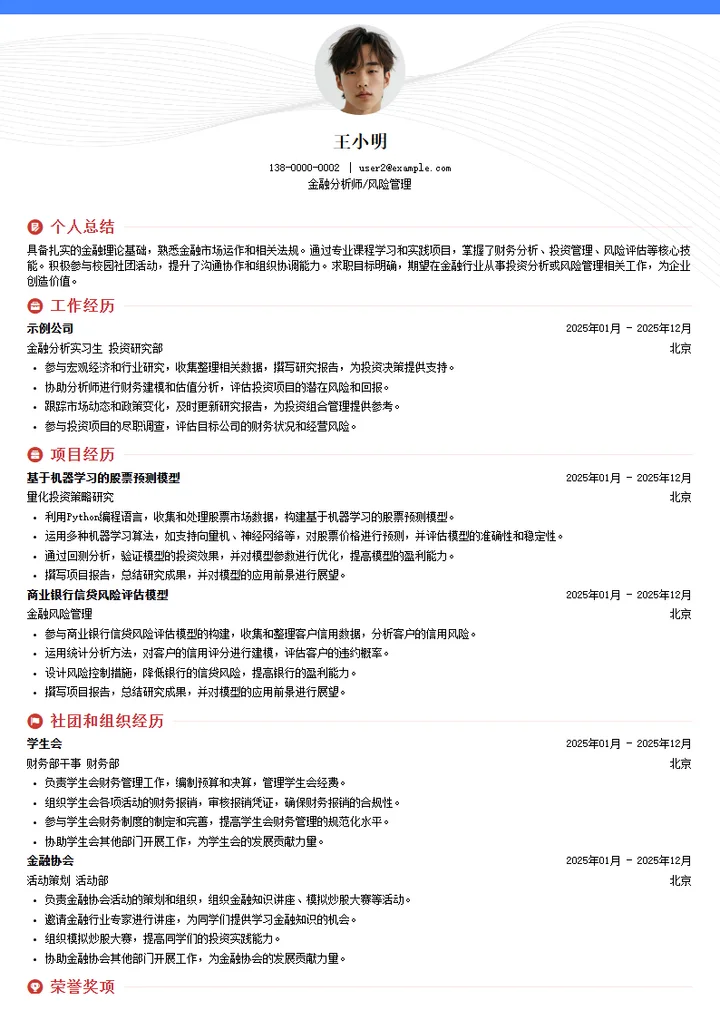 王小明
138-0000-0002 | user2@example.com
金融分析师/风险管理
个人总结
具备扎实的金融理论基础，熟悉金融市场运作和相关法规。通过专业课程学习和实践项目，掌握了财务分析、投资管理、风险评估等核心技
能。积极参与校园社团活动，提升了沟通协作和组织协调能力。求职目标明确，期望在金融行业从事投资分析或风险管理相关工作，为企业
创造价值。
工作经历
示例公司 2025年01月 - 2025年12月
金融分析实习生 投资研究部 北京
• 参与宏观经济和行业研究，收集整理相关数据，撰写研究报告，为投资决策提供支持。
• 协助分析师进行财务建模和估值分析，评估投资项目的潜在风险和回报。
• 跟踪市场动态和政策变化，及时更新研究报告，为投资组合管理提供参考。
• 参与投资项目的尽职调查，评估目标公司的财务状况和经营风险。
项目经历
基于机器学习的股票预测模型 2025年01月 - 2025年12月
量化投资策略研究 北京
• 利用Python编程语言，收集和处理股票市场数据，构建基于机器学习的股票预测模型。
• 运用多种机器学习算法，如支持向量机、神经网络等，对股票价格进行预测，并评估模型的准确性和稳定性。
• 通过回测分析，验证模型的投资效果，并对模型参数进行优化，提高模型的盈利能力。
• 撰写项目报告，总结研究成果，并对模型的应用前景进行展望。
商业银行信贷风险评估模型 2025年01月 - 2025年12月
金融风险管理 北京
• 参与商业银行信贷风险评估模型的构建，收集和整理客户信用数据，分析客户的信用风险。
• 运用统计分析方法，对客户的信用评分进行建模，评估客户的违约概率。
• 设计风险控制措施，降低银行的信贷风险，提高银行的盈利能力。
• 撰写项目报告，总结研究成果，并对模型的应用前景进行展望。
社团和组织经历
学生会 2025年01月 - 2025年12月
财务部干事 财务部 北京
• 负责学生会财务管理工作，编制预算和决算，管理学生会经费。
• 组织学生会各项活动的财务报销，审核报销凭证，确保财务报销的合规性。
• 参与学生会财务制度的制定和完善，提高学生会财务管理的规范化水平。
• 协助学生会其他部门开展工作，为学生会的发展贡献力量。
金融协会 2025年01月 - 2025年12月
活动策划 活动部 北京
• 负责金融协会活动的策划和组织，组织金融知识讲座、模拟炒股大赛等活动。
• 邀请金融行业专家进行讲座，为同学们提供学习金融知识的机会。
• 组织模拟炒股大赛，提高同学们的投资实践能力。
• 协助金融协会其他部门开展工作，为金融协会的发展贡献力量。
荣誉奖项